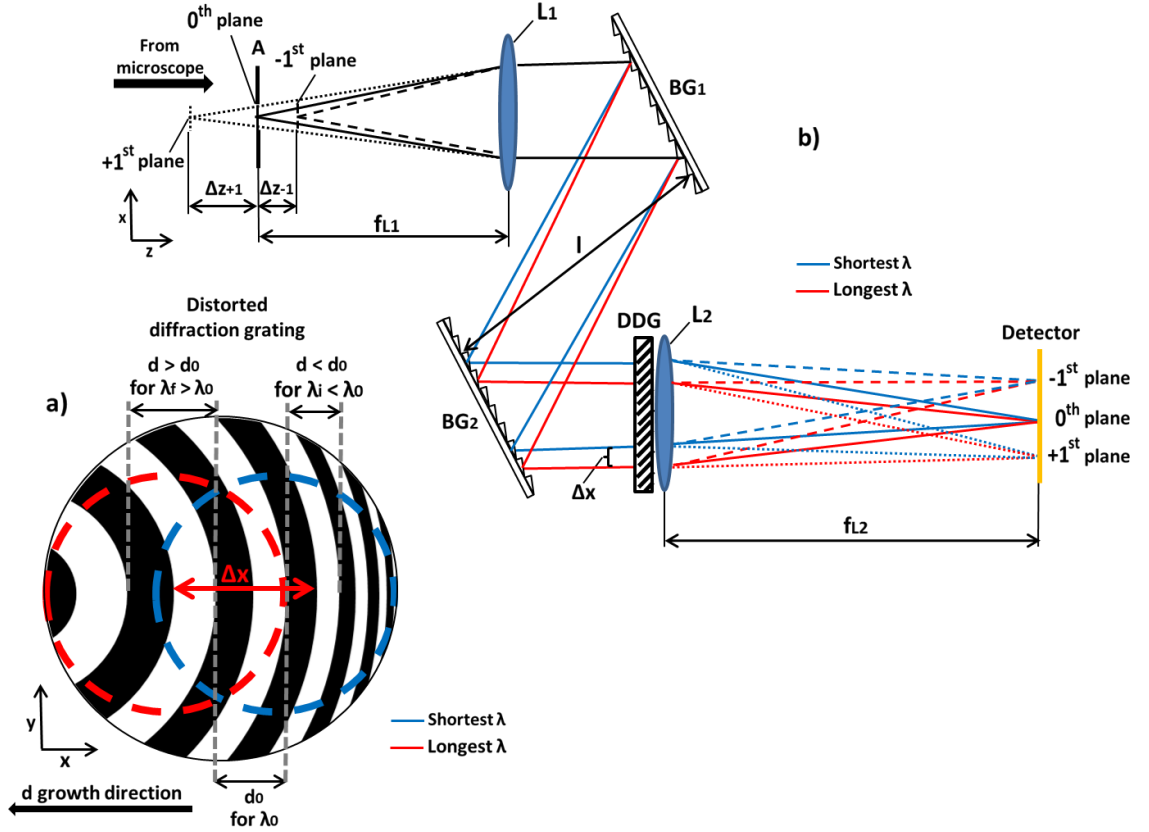 0th plane
L1
From
microscope
A
-1st plane
BG1
b)
+1st plane
Δz+1
Δz-1
x
z
fL1
l
Shortest λ
Longest λ
Distorted
diffraction grating
DDG
L2
Detector
d > d0
for λf > λ0
d < d0
for λi < λ0
-1st plane
0th plane
+1st plane
a)
BG2
Δx
fL2
Δx
y
x
Shortest λ
Longest λ
d growth direction
d0
for λ0